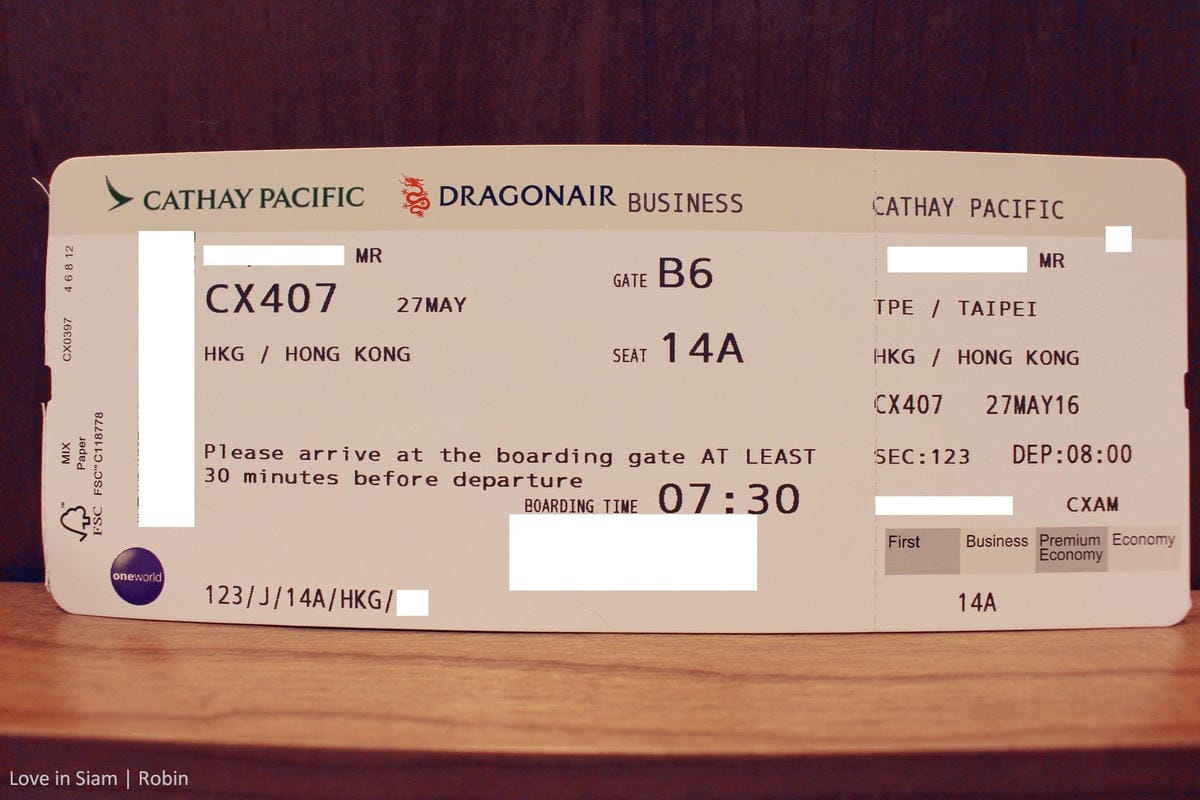 CATHAY PACIFIC DRAGONAIR BUSINESS
MR
CX407 27MAY
HKG / HONG KONG
GATE B6
SEAT 14A
Please arrive at the boarding gate AT LEAST
30 minutes before departure
BOARDING TIME 07:30
123/J/14A/HKG/
oneworld
4 6 8 12
CX0397
MIX
Paper
FSC™ C118778
FSC™
CATHAY PACIFIC
MR
TPE / TAIPEI
HKG / HONG KONG
CX407 27MAY16
SEC:123 DEP:08:00
CXAM
First Business Premium Economy Economy
14A
Love in Siam | Robin